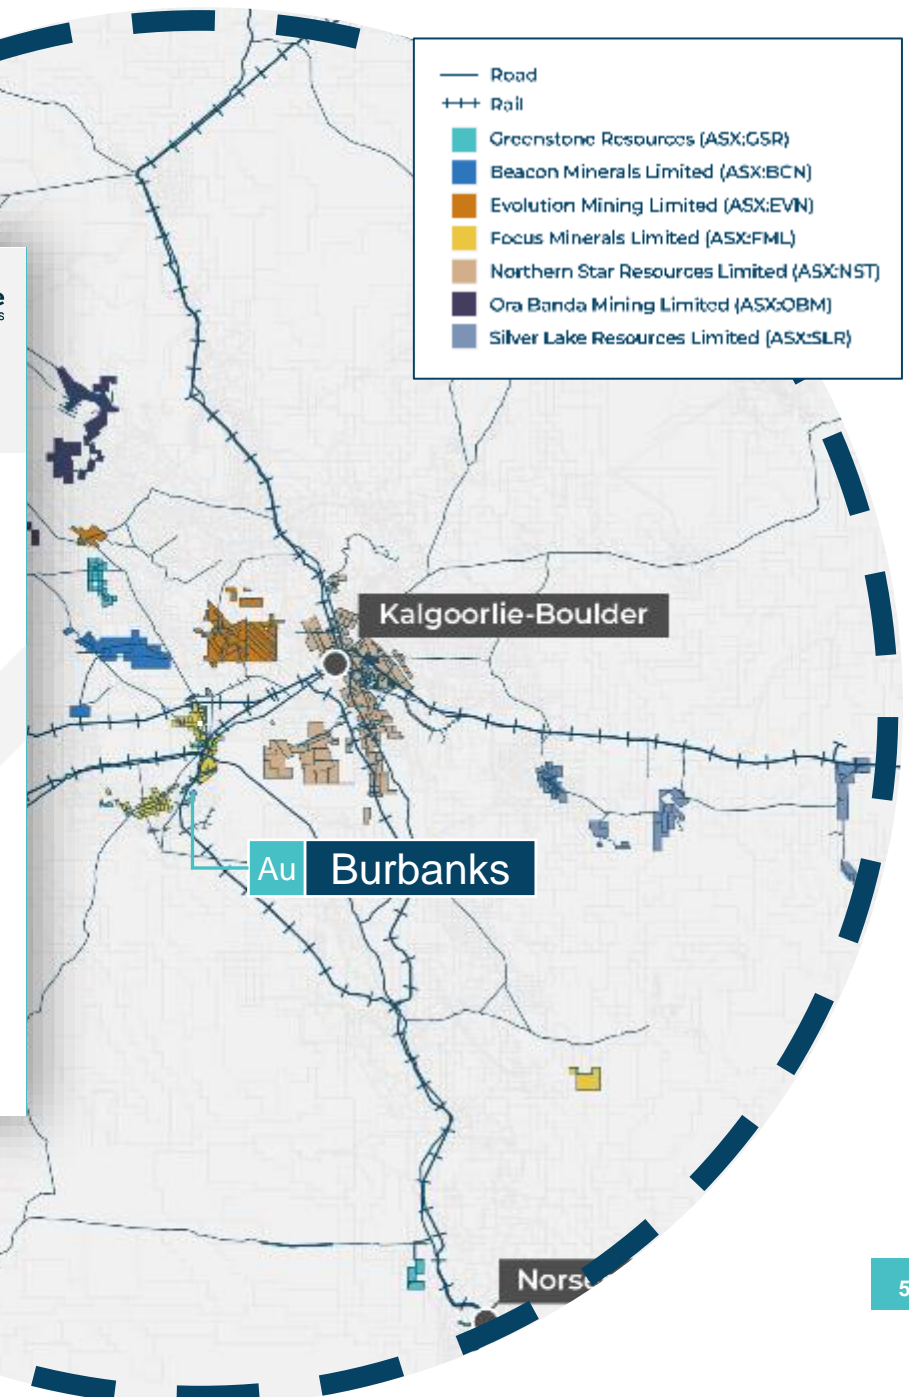 Road
Rail
Greenstone Resources (ASX:GSR)
Beacon Minerals Limited (ASX:BCN)
Evolution Mining Limited (ASX:EVN)
Focus Minerals Limited (ASX:FML)
Northern Star Resources Limited (ASX:NST)
Ora Banda Mining Limited (ASX:OBM)
Silver Lake Resources Limited (ASX:SLR)
e
s
Kalgoorlie-Boulder
Au Burbanks
Norse
5